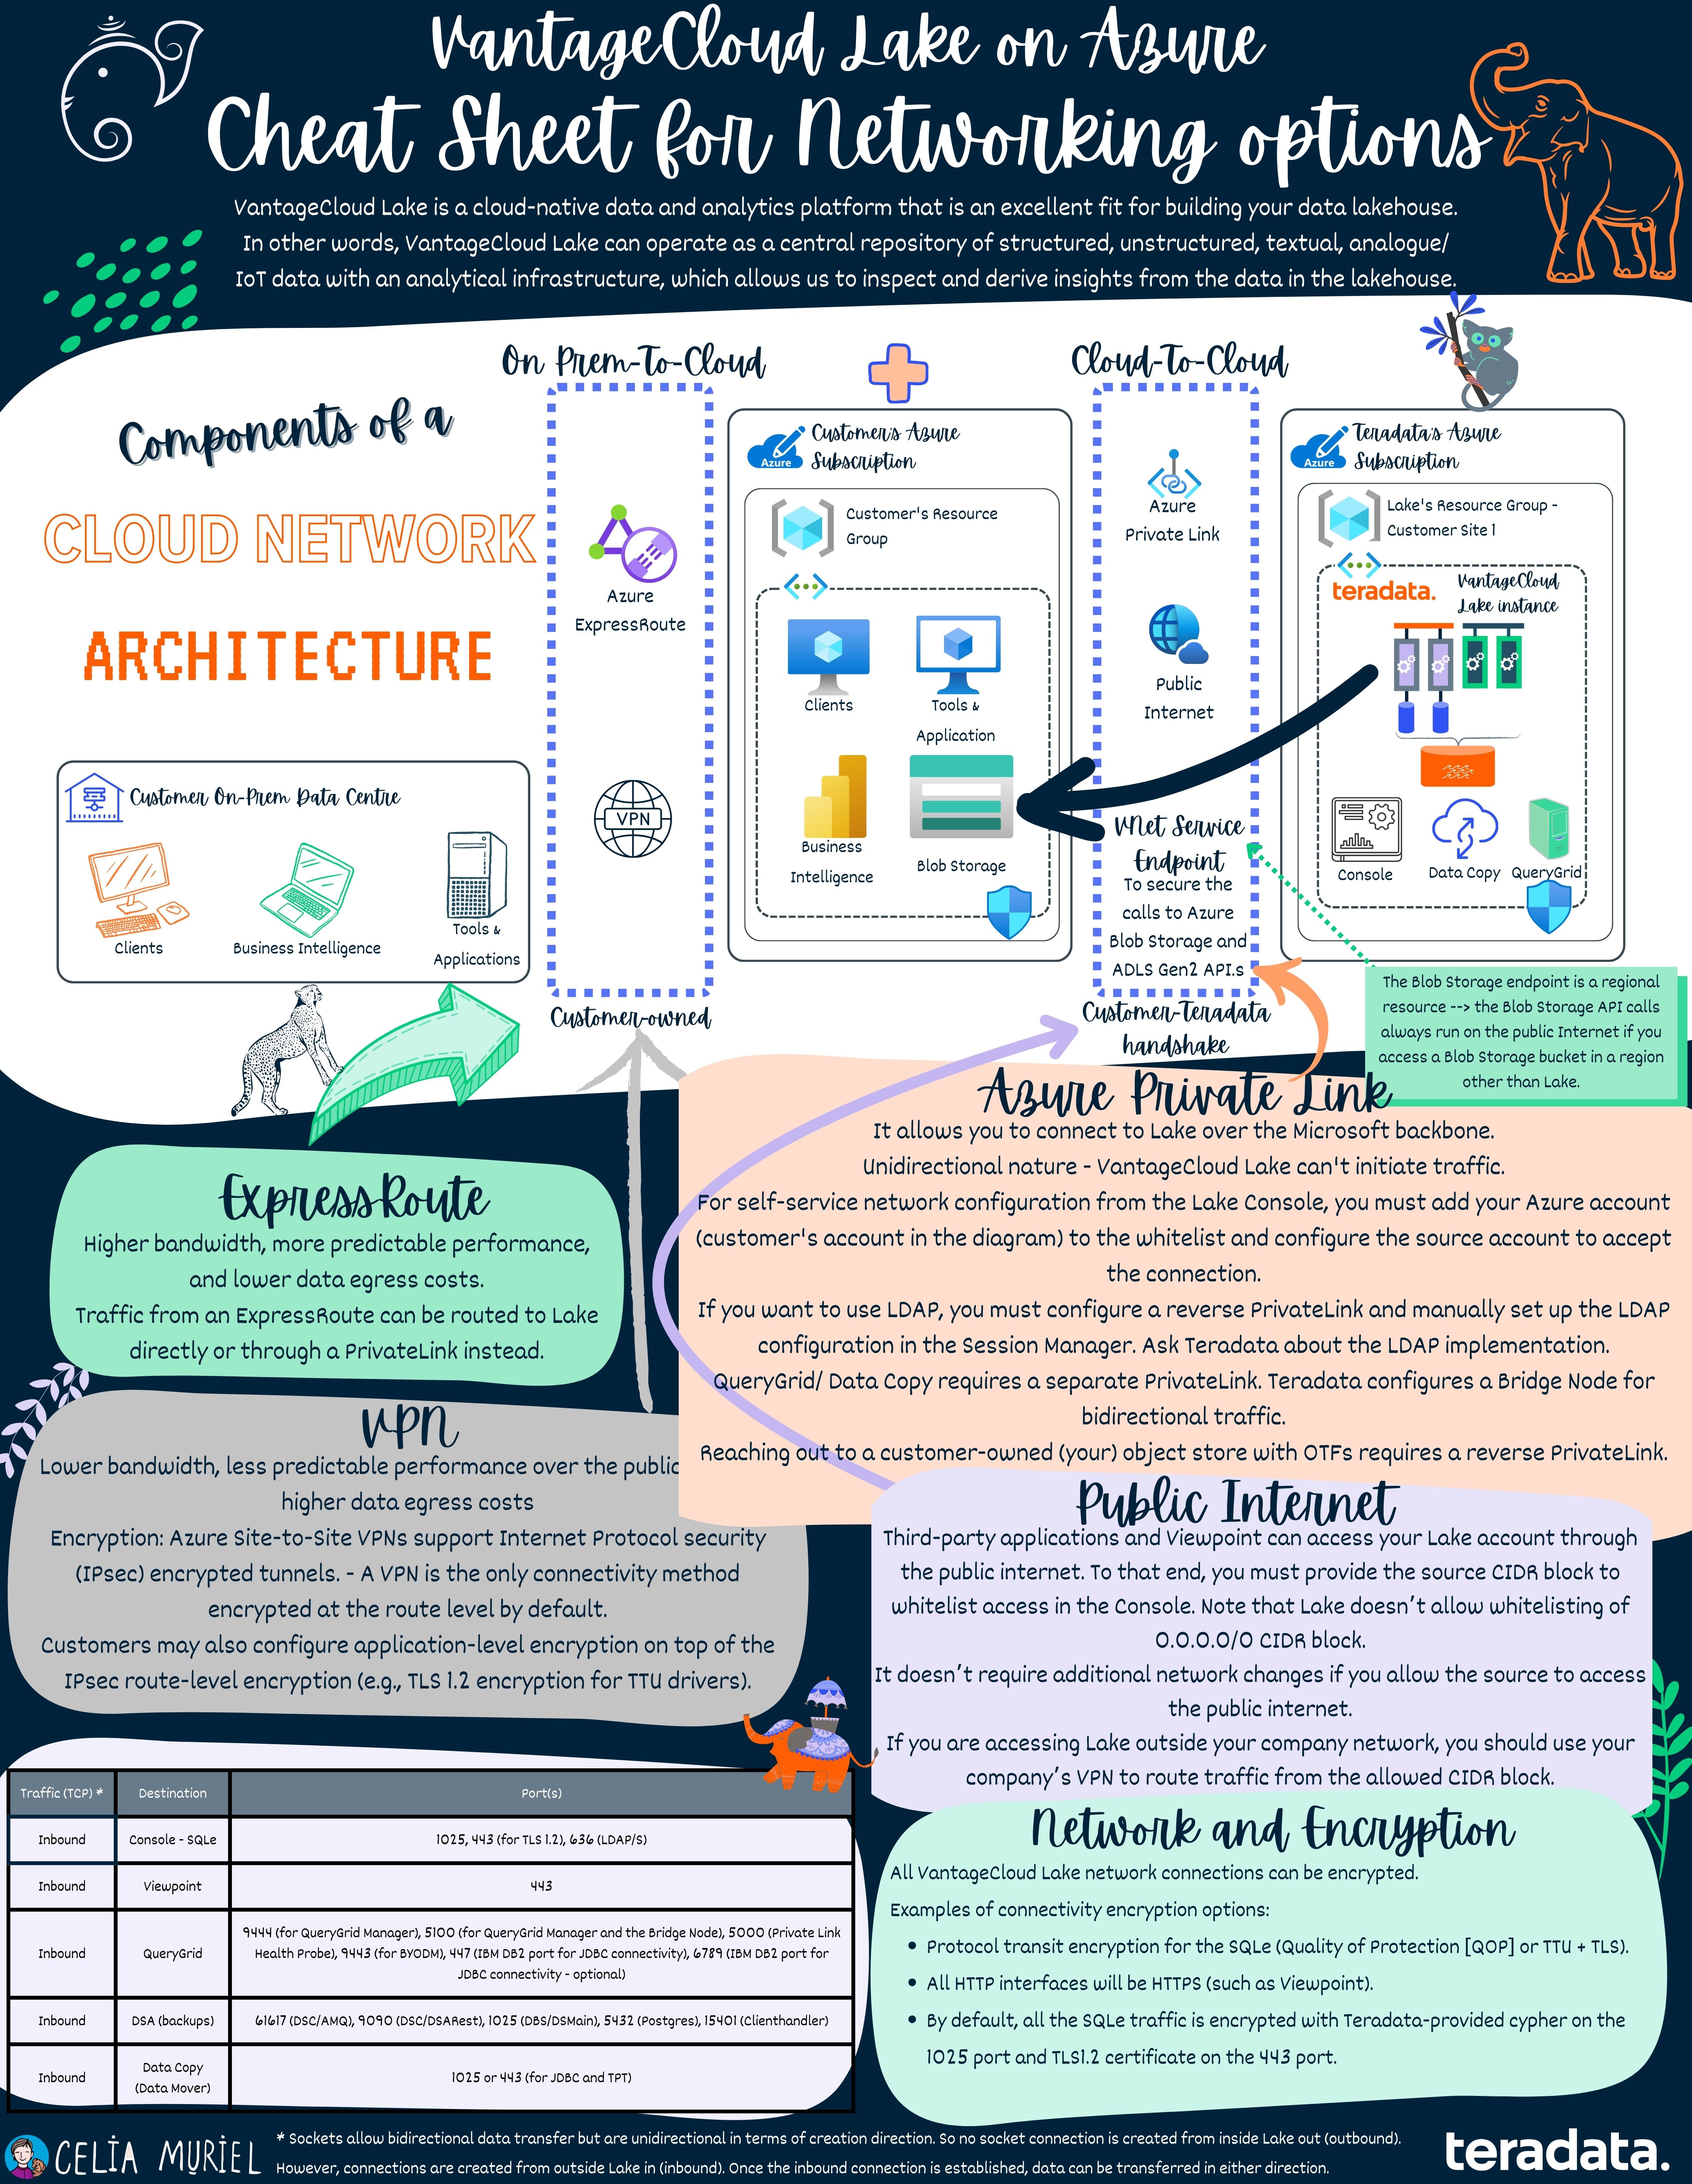 VantageCloud Lake on Azure
Cheat Sheet for Networking options
VantageCloud Lake is a cloud-native data and analytics platform that is an excellent fit for building your data lakehouse.
In other words, VantageCloud Lake can operate as a central repository of structured, unstructured, textual, analogue/
IoT data with an analytical infrastructure, which allows us to inspect and derive insights from the data in the lakehouse.
Components of a
CLOUD NETWORK
ARCHITECTURE
On Prem-To-Cloud
Azure
ExpressRoute
VPN
Customer-owned
Customer On-Prem Data Centre
Clients
Business Intelligence
Tools &
Applications
Azure
Customer's Azure
Subscription
Customer's Resource
Group
Clients
Tools &
Application
Business
Intelligence
Blob Storage
Cloud-To-Cloud
Azure
Private Link
Public
Internet
VNet Service
Endpoint
To secure the
calls to Azure
Blob Storage and
ADLS Gen2 API.s
Customer-Teradata
handshake
Azure
Teradata's Azure
Subscription
Lake's Resource Group -
Customer Site 1
teradata.
VantageCloud
Lake instance
Console
Data Copy
QueryGrid
The Blob Storage endpoint is a regional
resource --> the Blob Storage API calls
always run on the public Internet if you
access a Blob Storage bucket in a region
other than Lake.
ExpressRoute
Higher bandwidth, more predictable performance,
and lower data egress costs.
Traffic from an ExpressRoute can be routed to Lake
directly or through a PrivateLink instead.
Azure Private Link
It allows you to connect to Lake over the Microsoft backbone.
Unidirectional nature - VantageCloud Lake can't initiate traffic.
For self-service network configuration from the Lake Console, you must add your Azure account
(customer's account in the diagram) to the whitelist and configure the source account to accept
the connection.
If you want to use LDAP, you must configure a reverse PrivateLink and manually set up the LDAP
configuration in the Session Manager. Ask Teradata about the LDAP implementation.
QueryGrid/ Data Copy requires a separate PrivateLink. Teradata configures a Bridge Node for
bidirectional traffic.
Reaching out to a customer-owned (your) object store with OTFs requires a reverse PrivateLink.
VPN
Lower bandwidth, less predictable performance over the public
higher data egress costs
Encryption: Azure Site-to-Site VPNs support Internet Protocol security
(IPsec) encrypted tunnels. - A VPN is the only connectivity method
encrypted at the route level by default.
Customers may also configure application-level encryption on top of the
IPsec route-level encryption (e.g., TLS 1.2 encryption for TTU drivers).
Public Internet
Third-party applications and Viewpoint can access your Lake account through
the public internet. To that end, you must provide the source CIDR block to
whitelist access in the Console. Note that Lake doesn't allow whitelisting of
0.0.0.0/0 CIDR block.
It doesn't require additional network changes if you allow the source to access
the public internet.
If you are accessing Lake outside your company network, you should use your
company's VPN to route traffic from the allowed CIDR block.
Traffic (TCP) * Destination Port(s)
Inbound Console - SQLe 1025, 443 (for TLS 1.2), 636 (LDAP/S)
Inbound Viewpoint 443
Inbound QueryGrid 9444 (for QueryGrid Manager), 5100 (for QueryGrid Manager and the Bridge Node), 5000 (Private Link
Health Probe), 9443 (for BYODM), 447 (IBM DB2 port for JDBC connectivity), 6789 (IBM DB2 port for
JDBC connectivity - optional)
Inbound DSA (backups) 61617 (DSC/AMQ), 9090 (DSC/DSARest), 1025 (DBS/DSMain), 5432 (Postgres), 15401 (Clienthandler)
Inbound Data Copy
(Data Mover) 1025 or 443 (for JDBC and TPT)
Network and Encryption
All VantageCloud Lake network connections can be encrypted.
Examples of connectivity encryption options:
• Protocol transit encryption for the SQLe (Quality of Protection [QOP] or TTU + TLS).
• All HTTP interfaces will be HTTPS (such as Viewpoint).
• By default, all the SQLe traffic is encrypted with Teradata-provided cypher on the
1025 port and TLS1.2 certificate on the 443 port.
CELIA MURIEL
* Sockets allow bidirectional data transfer but are unidirectional in terms of creation direction. So no socket connection is created from inside Lake out (outbound).
However, connections are created from outside Lake in (inbound). Once the inbound connection is established, data can be transferred in either direction.
teradata.